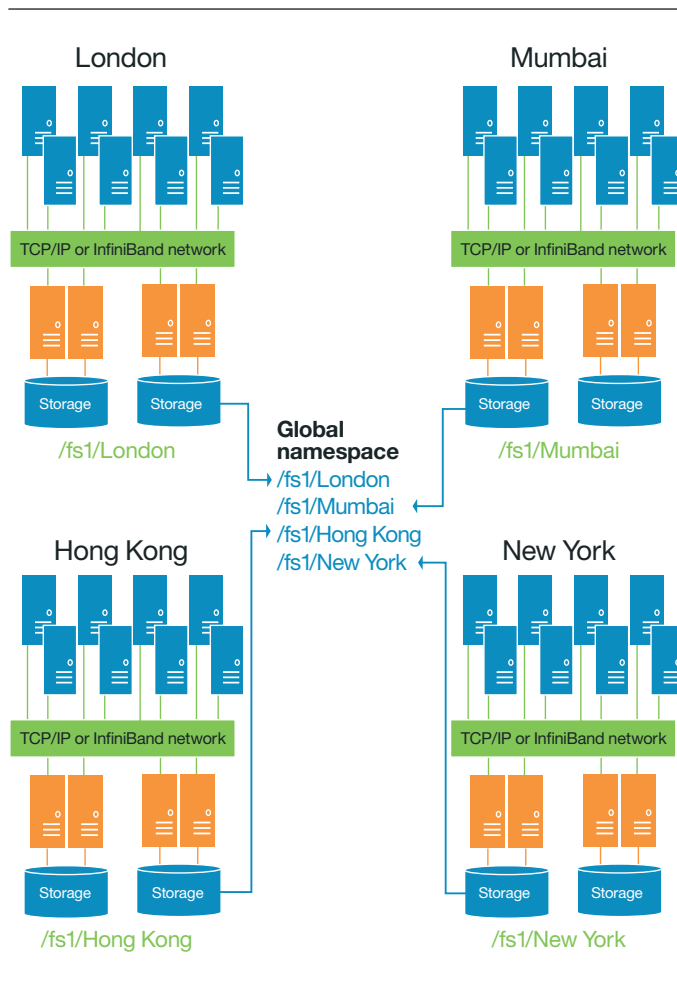 London
TCP/IP or InfiniBand network
Storage
Storage
/fs1/London
Mumbai
TCP/IP or InfiniBand network
Storage
Storage
/fs1/Mumbai
Global
namespace
/fs1/London
/fs1/Mumbai
/fs1/Hong Kong
/fs1/New York
Hong Kong
TCP/IP or InfiniBand network
Storage
Storage
/fs1/Hong Kong
New York
TCP/IP or InfiniBand network
Storage
Storage
/fs1/New York